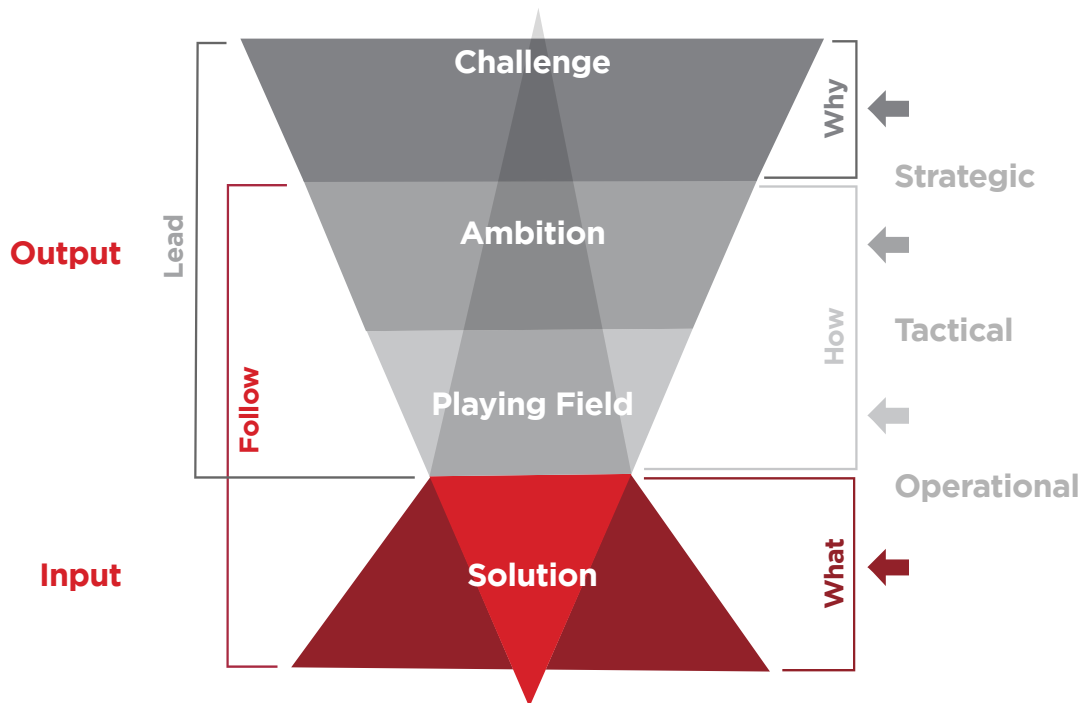 Challenge
Why
Strategic
Lead
Ambition
Output
How
Tactical
Follow
Playing Field
Operational
Input
Solution
What